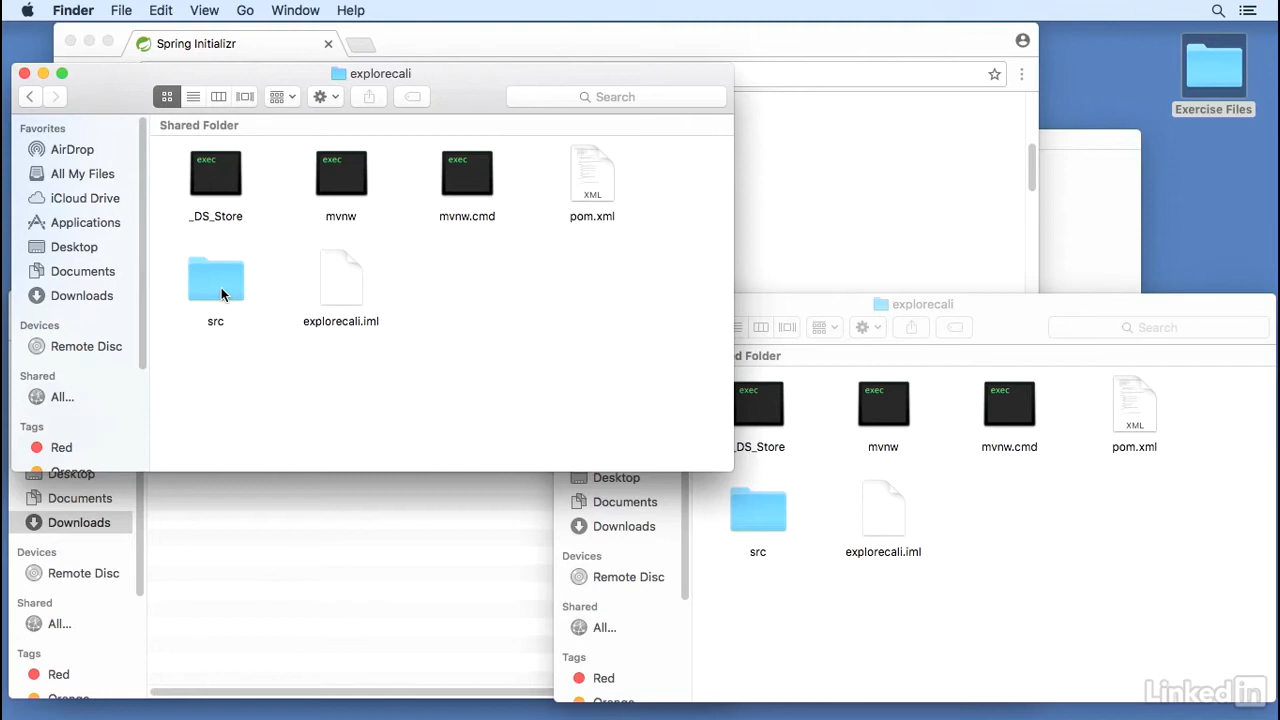 Finder File Edit View Go Window Help
Spring Initializr
explorecali
Search
Exercise Files
Favorites
AirDrop
All My Files
iCloud Drive
Applications
Desktop
Documents
Downloads
Devices
Remote Disc
Shared
All...
Tags
Red
Shared Folder
exec
_DS_Store
exec
mvnw
exec
mvnw.cmd
XML
pom.xml
src
explorecali.iml
Orange
Desktop
Documents
Downloads
Devices
Remote Disc
Shared
All...
Tags
Red
Orange
explorecali
Search
ed Folder
exec
_DS_Store
exec
mvnw
exec
mvnw.cmd
XML
pom.xml
src
explorecali.iml
Desktop
Documents
Downloads
Devices
Remote Disc
Shared
All...
Tags
Red
Orange
LinkedIn